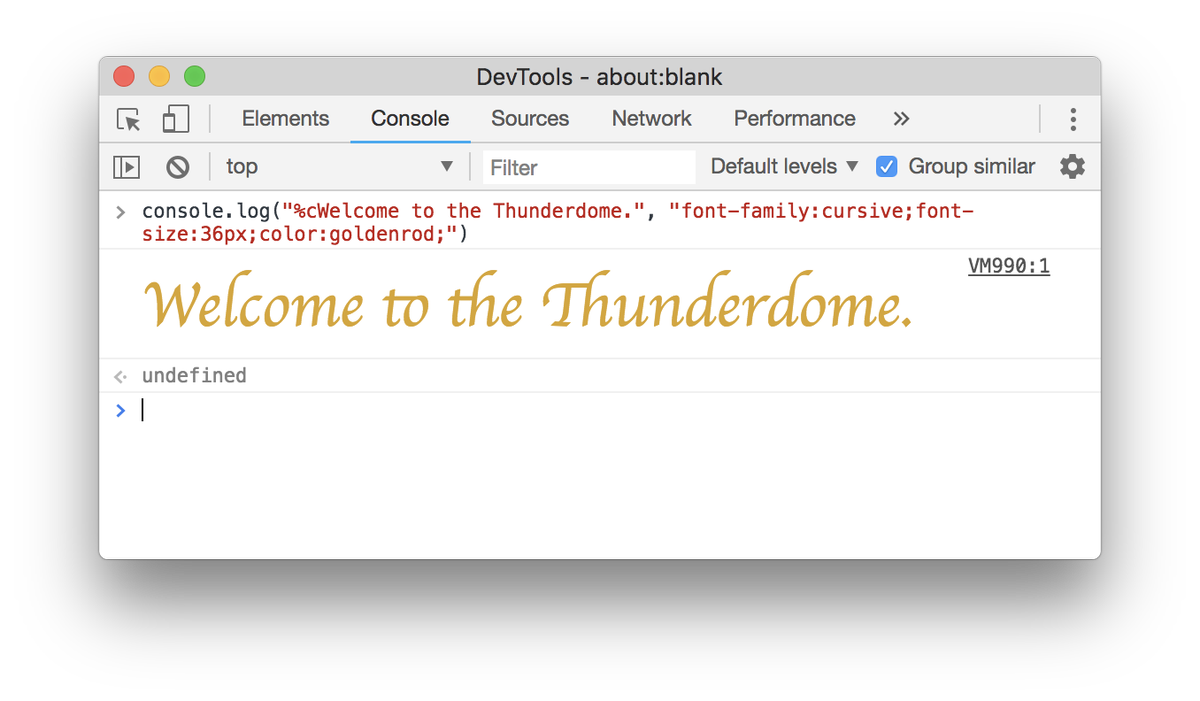 DevTools - about:blank
Elements Console Sources Network Performance »
top ▼ Filter Default levels ▼ Group similar
> console.log("%cWelcome to the Thunderdome.", "font-family:cursive;font-
size:36px;color:goldenrod;")
VM990:1
Welcome to the Thunderdome.
undefined
>